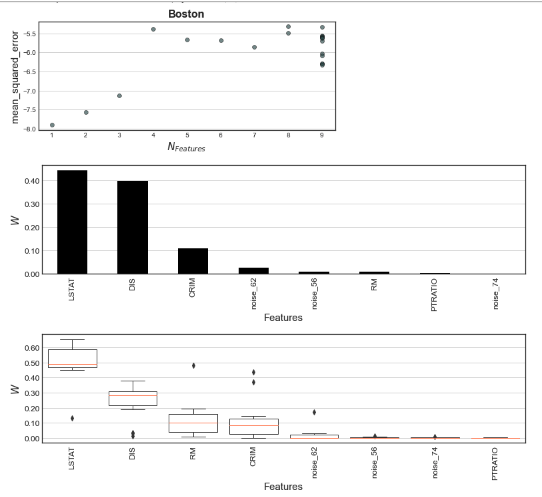 Boston
mean_squared_error
-5.5
-6.0
-6.5
-7.0
-7.5
-8.0
1 2 3 4 5 6 7 8 9
N_Features
W
0.40
0.30
0.20
0.10
0.00
LSTAT DIS CRIM noise_62 noise_56 RM PTRATIO noise_74
Features
W
0.60
0.50
0.40
0.30
0.20
0.10
0.00
LSTAT DIS RM CRIM noise_62 noise_56 noise_74 PTRATIO
Features